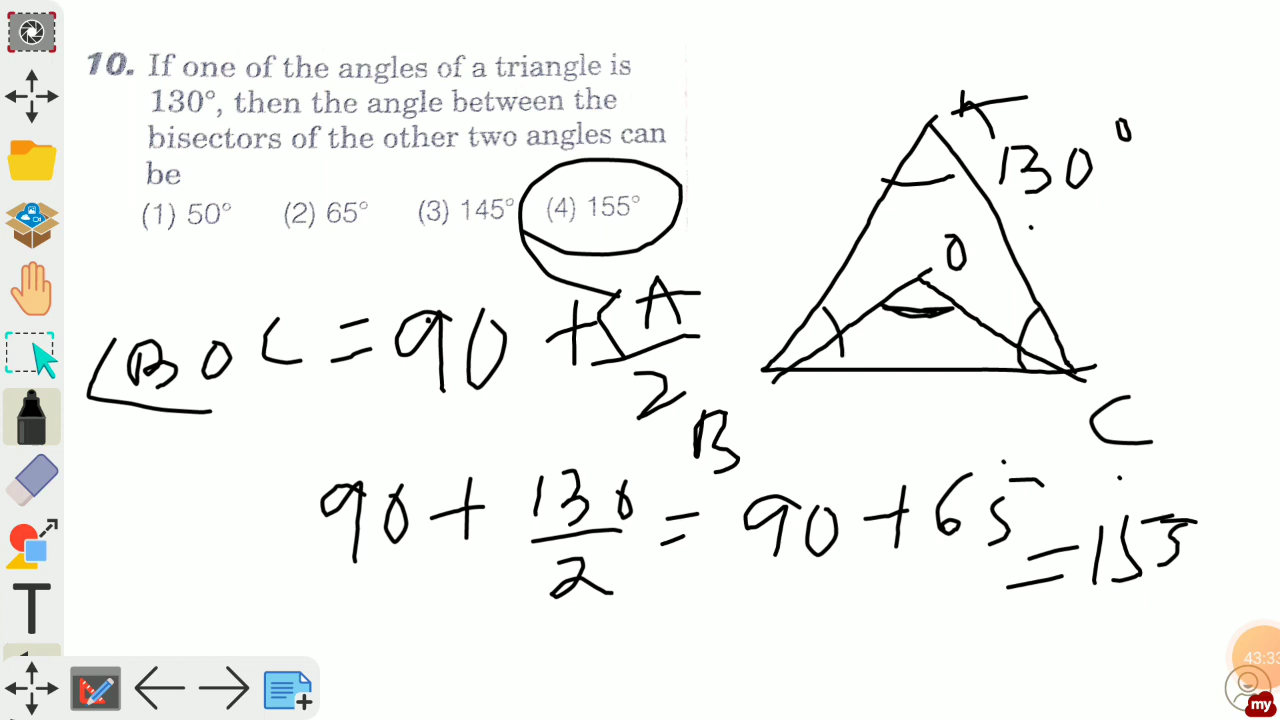 10. If one of the angles of a triangle is
130°, then the angle between the
bisectors of the other two angles can
be
(1) 50° (2) 65° (3) 145° (4) 155°
A
130°
O
∠BOC = 90 + A/2
B
C
90 + 130/2 = 90 + 65 = 155
T
43:33
my